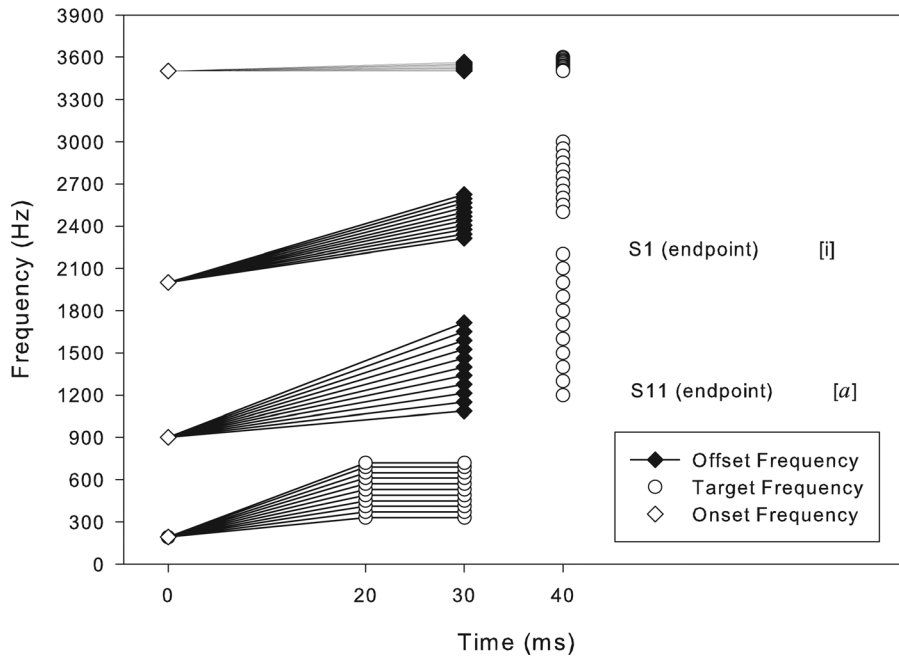 3900
3600
3300
3000
2700
2400
2100
1800
1500
1200
900
600
300
0
Frequency (Hz)
S1 (endpoint) [i]
S11 (endpoint) [a]
Offset Frequency
Target Frequency
Onset Frequency
0 20 30 40
Time (ms)